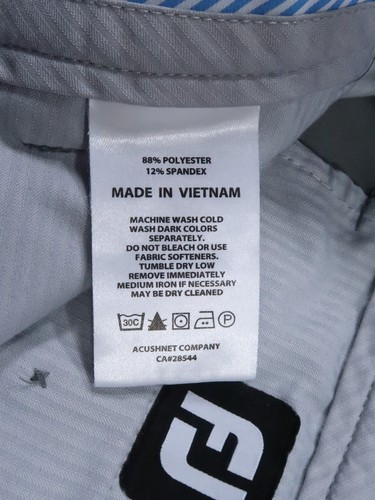 88% POLYESTER
12% SPANDEX
MADE IN VIETNAM
MACHINE WASH COLD
WASH DARK COLORS
SEPARATELY.
DO NOT BLEACH OR USE
FABRIC SOFTENERS.
TUMBLE DRY LOW
REMOVE IMMEDIATELY
MEDIUM IRON IF NECESSARY
MAY BE DRY CLEANED
30C P
ACUSHNET COMPANY
CA#28544
FJ